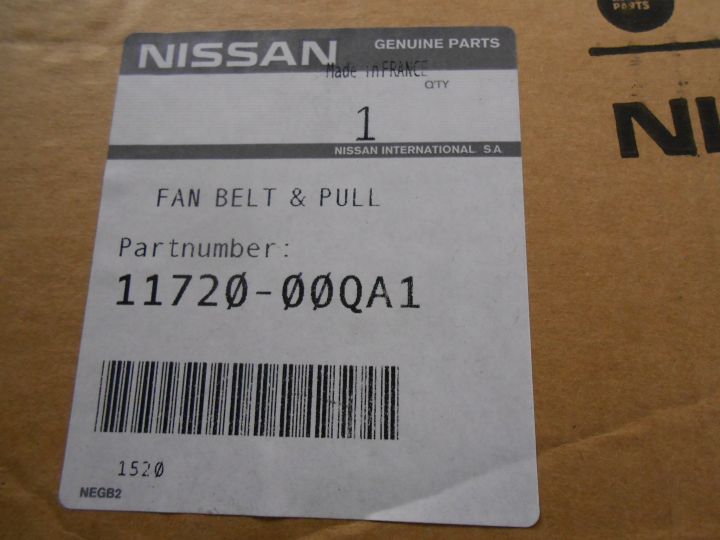 NISSAN GENUINE PARTS
Made in FRANCE
Q'TY
1
NISSAN INTERNATIONAL S.A
FAN BELT & PULL
Partnumber:
11720-00QA1
1520
NEGB2
PARTS
NI